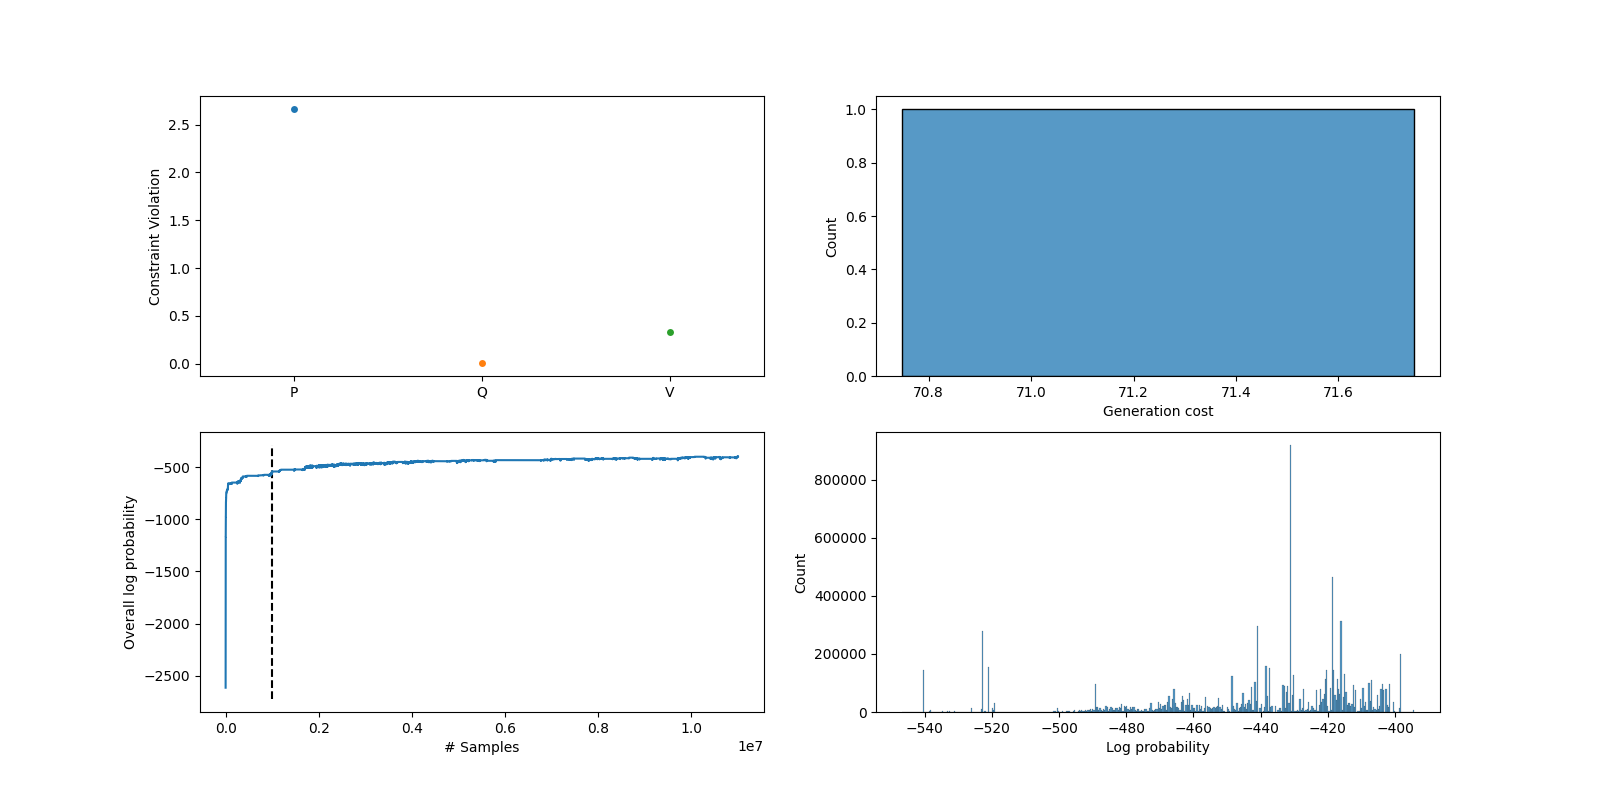 2.5
2.0
1.5
1.0
0.5
0.0
Constraint Violation
P Q V
1.0
0.8
0.6
0.4
0.2
0.0
Count
70.8 71.0 71.2 71.4 71.6
Generation cost
−500
−1000
−1500
−2000
−2500
Overall log probability
0.0 0.2 0.4 0.6 0.8 1.0
# Samples
1e7
800000
600000
400000
200000
0
Count
−540 −520 −500 −480 −460 −440 −420 −400
Log probability